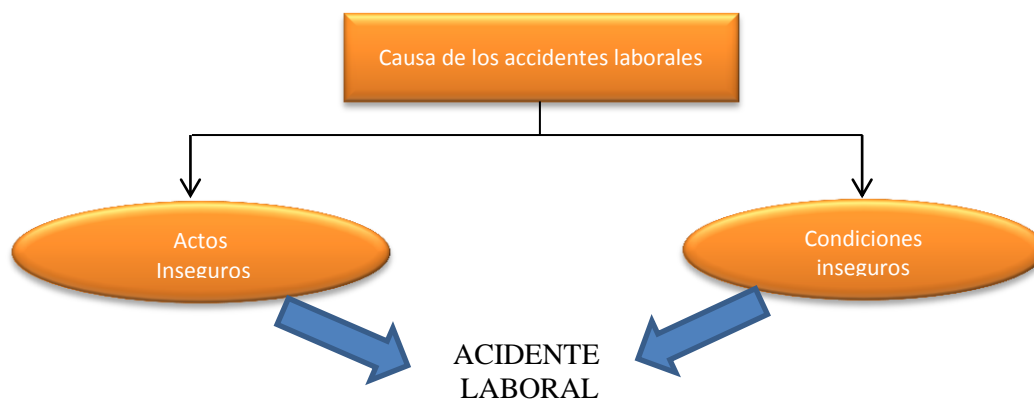 Causa de los accidentes laborales
Actos
Inseguros
Condiciones
inseguros
ACIDENTE
LABORAL